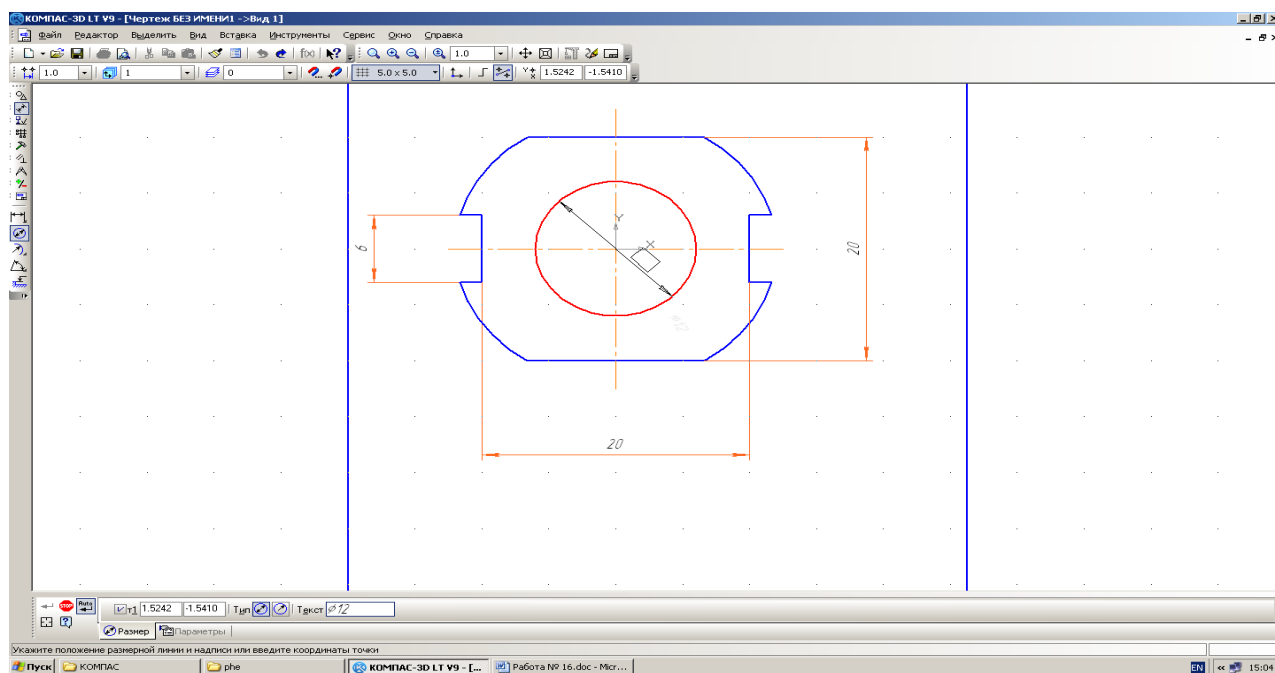 КОМПАС-3D LT V9 - [Чертеж БЕЗ ИМЕНИ1 ->Вид 1]
Файл Редактор Выделить Вид Вставка Инструменты Сервис Окно Справка
f(x) 1.0
1.0 1 0 5.0 x 5.0 1.5242 -1.5410
Y
X
6
20
20
STOP Auto т1 1.5242 -1.5410 Тип Текст ⌀12
Размер Параметры
Укажите положение размерной линии и надписи или введите координаты точки
Пуск КОМПАС phe КОМПАС-3D LT V9 - [... Работа № 16.doc - Micr... EN 15:04